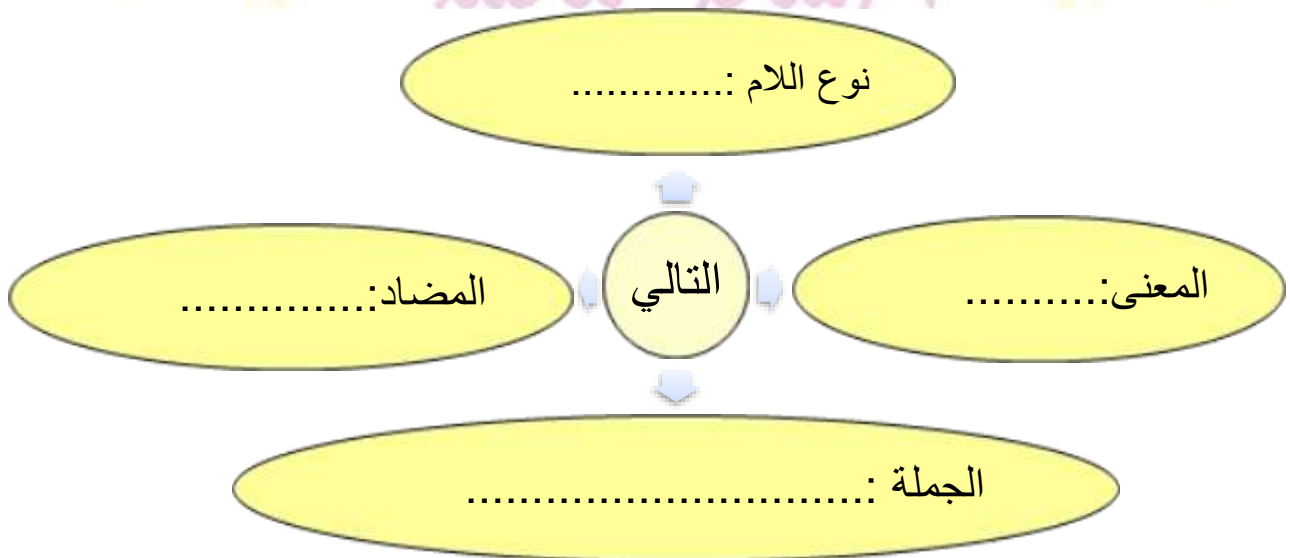 نوع اللام :.............
المعنى:..........
التالي
المضاد:..............
الجملة :..............................